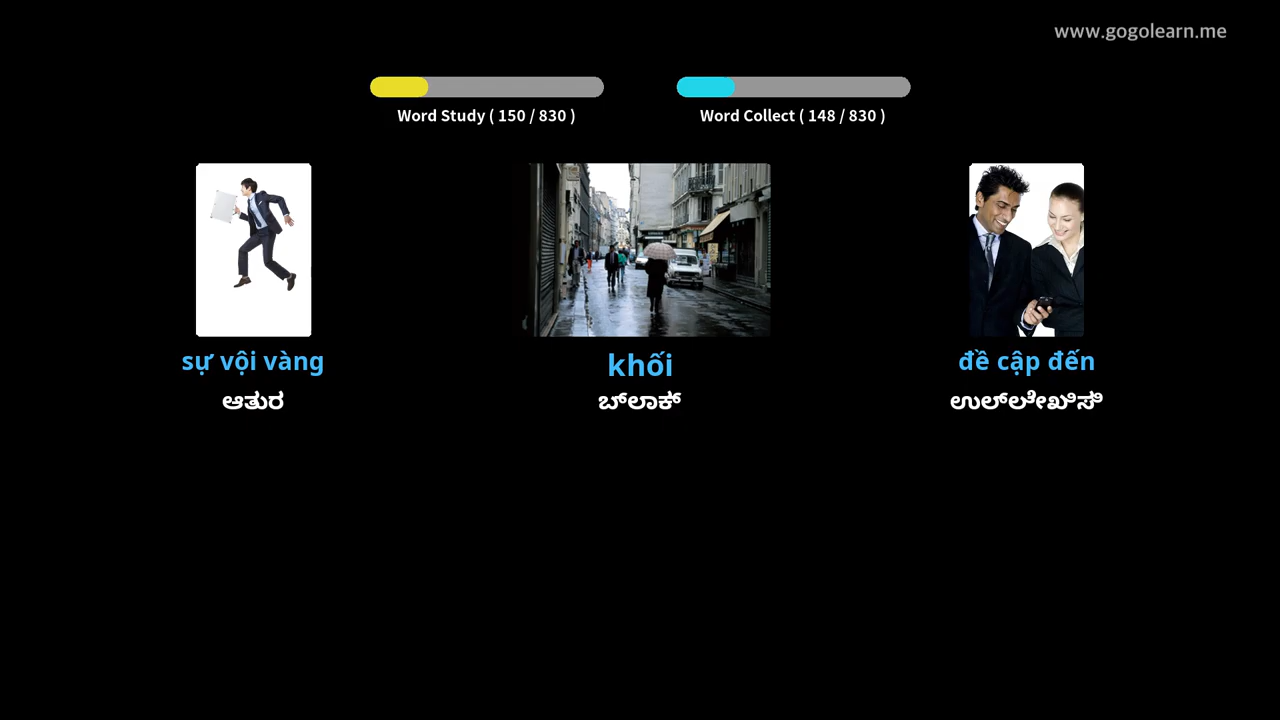 www.gogolearn.me
Word Study ( 150 / 830 )
Word Collect ( 148 / 830 )
sự vội vàng
ಆತುರ
khối
ಬ್ಲಾಕ್
đề cập đến
ಉಲ್ಲೇಖಿಸಿ